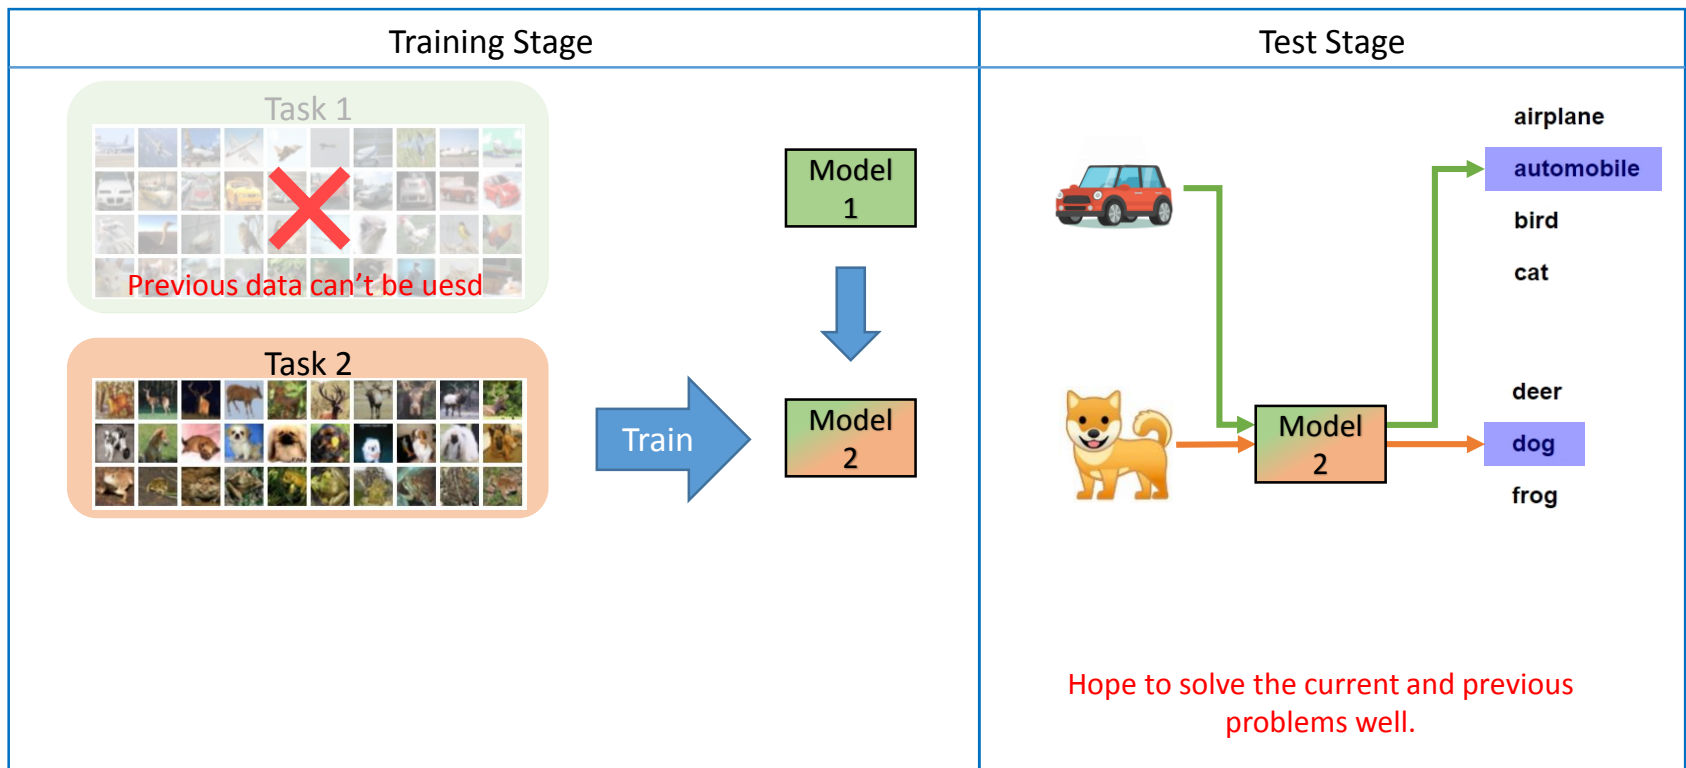 Training Stage
Test Stage
Task 1
Previous data can't be uesd
Task 2
Train
Model
1
Model
2
airplane
automobile
bird
cat
deer
dog
frog
Model
2
Hope to solve the current and previous
problems well.